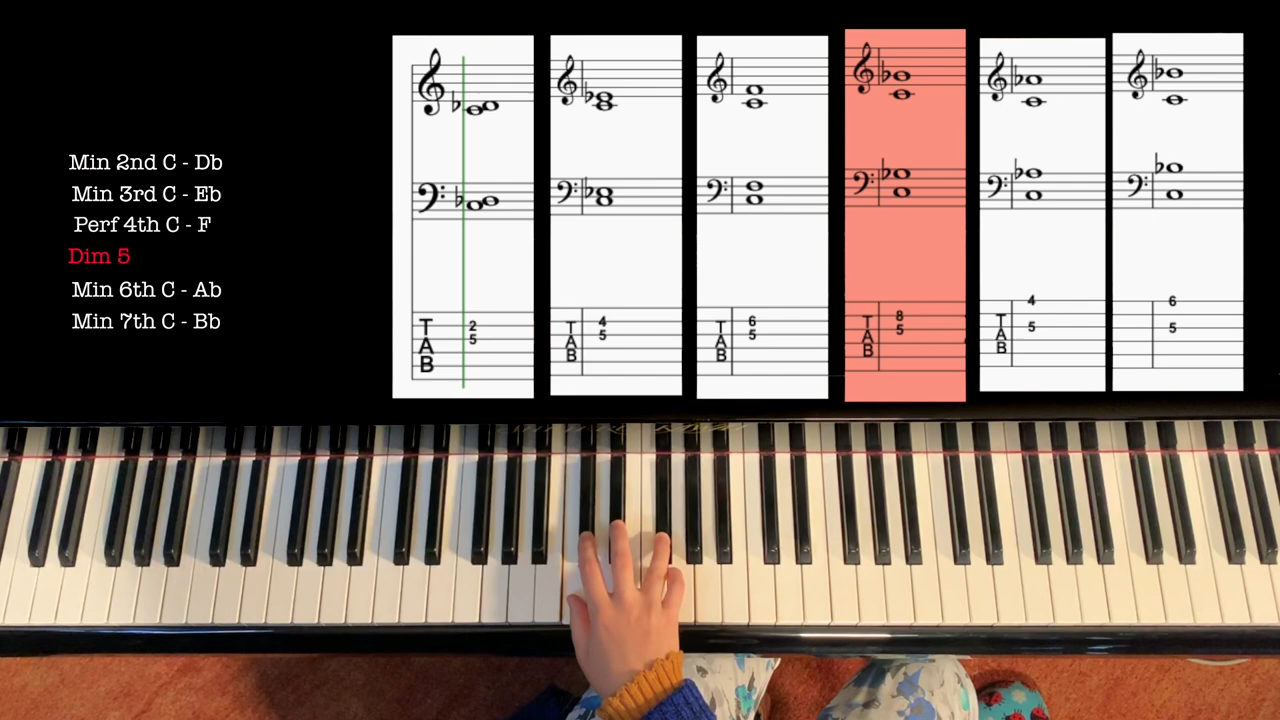 Min 2nd C - Db
Min 3rd C - Eb
Perf 4th C - F
Dim 5
Min 6th C - Ab
Min 7th C - Bb
T
A
B
2
5
T
A
B
4
5
T
A
B
6
5
T
A
B
8
5
T
A
B
4
5
6
5